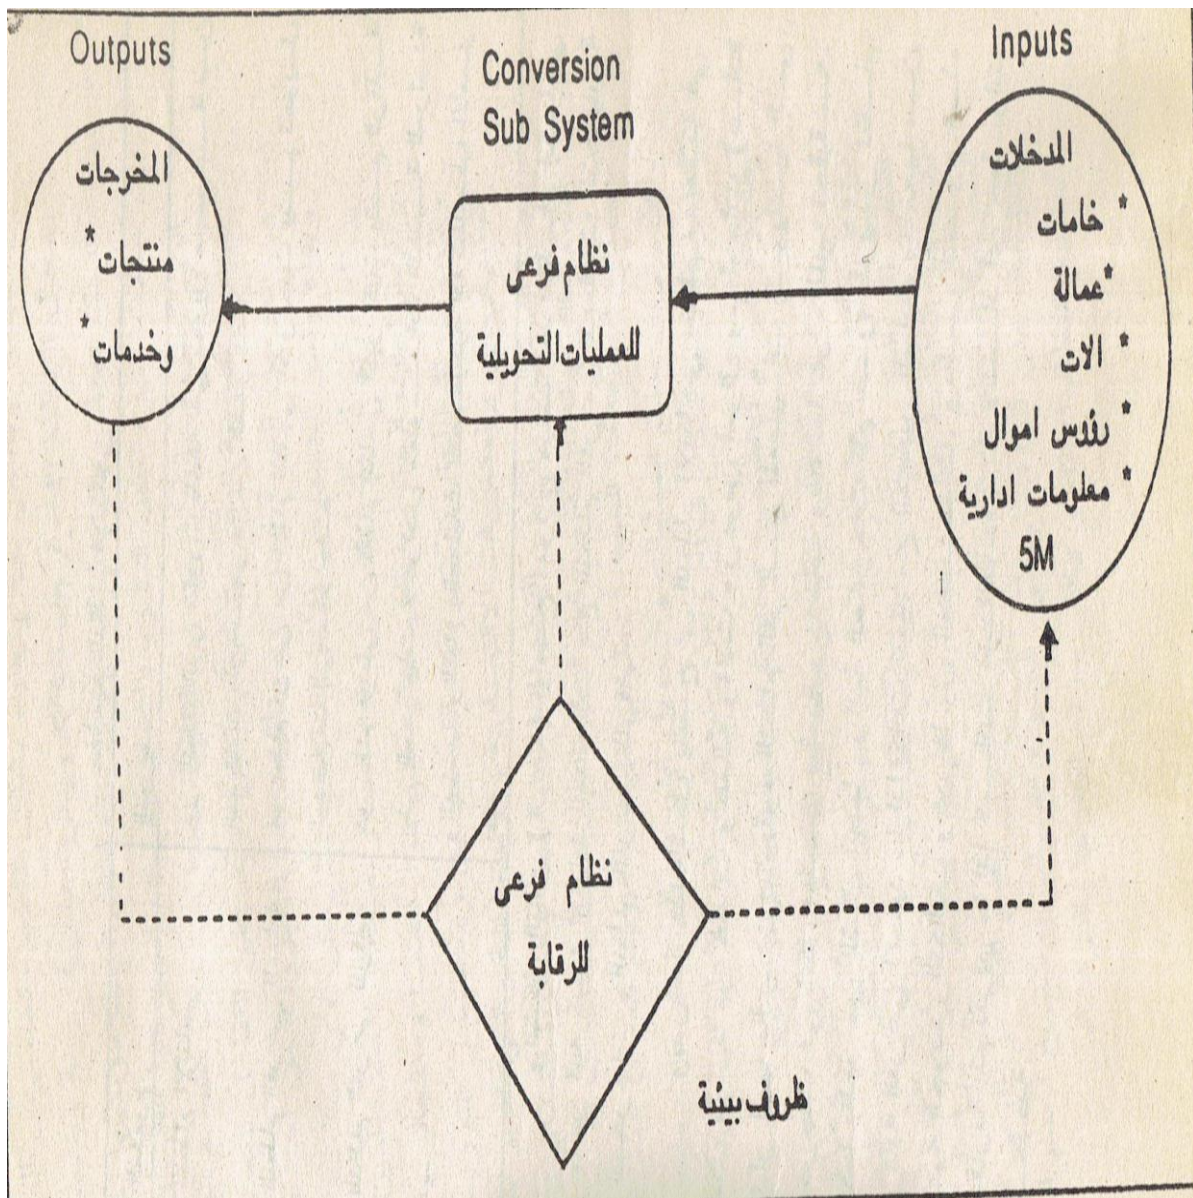 Inputs
المدخلات
* خامات
* عمالة
* الات
* رؤوس اموال
* معلومات ادارية
5M
Conversion
Sub System
نظام فرعى
للعمليات التحويلية
Outputs
المخرجات
منتجات *
وخدمات *
نظام فرعى
للرقابة
ظروف بيئية